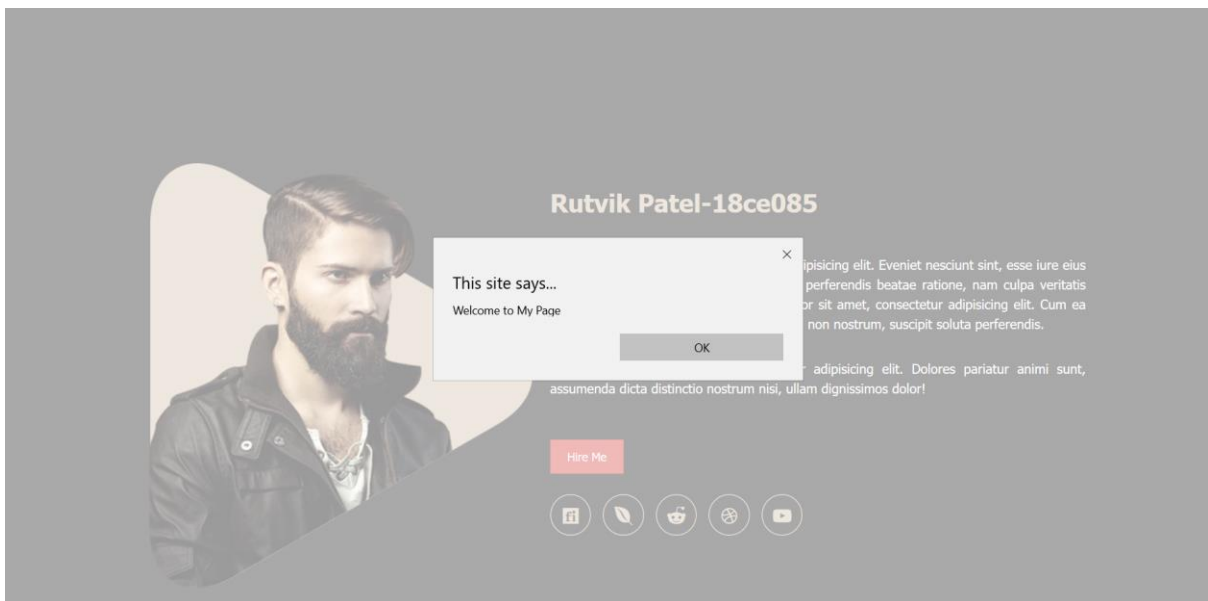 Rutvik Patel-18ce085
This site says...
Welcome to My Page
OK
ipisicing elit. Eveniet nesciunt sint, esse iure eius
perferendis beatae ratione, nam culpa veritatis
or sit amet, consectetur adipisicing elit. Cum ea
non nostrum, suscipit soluta perferendis.
adipisicing elit. Dolores pariatur animi sunt,
assumenda dicta distinctio nostrum nisi, ullam dignissimos dolor!
Hire Me